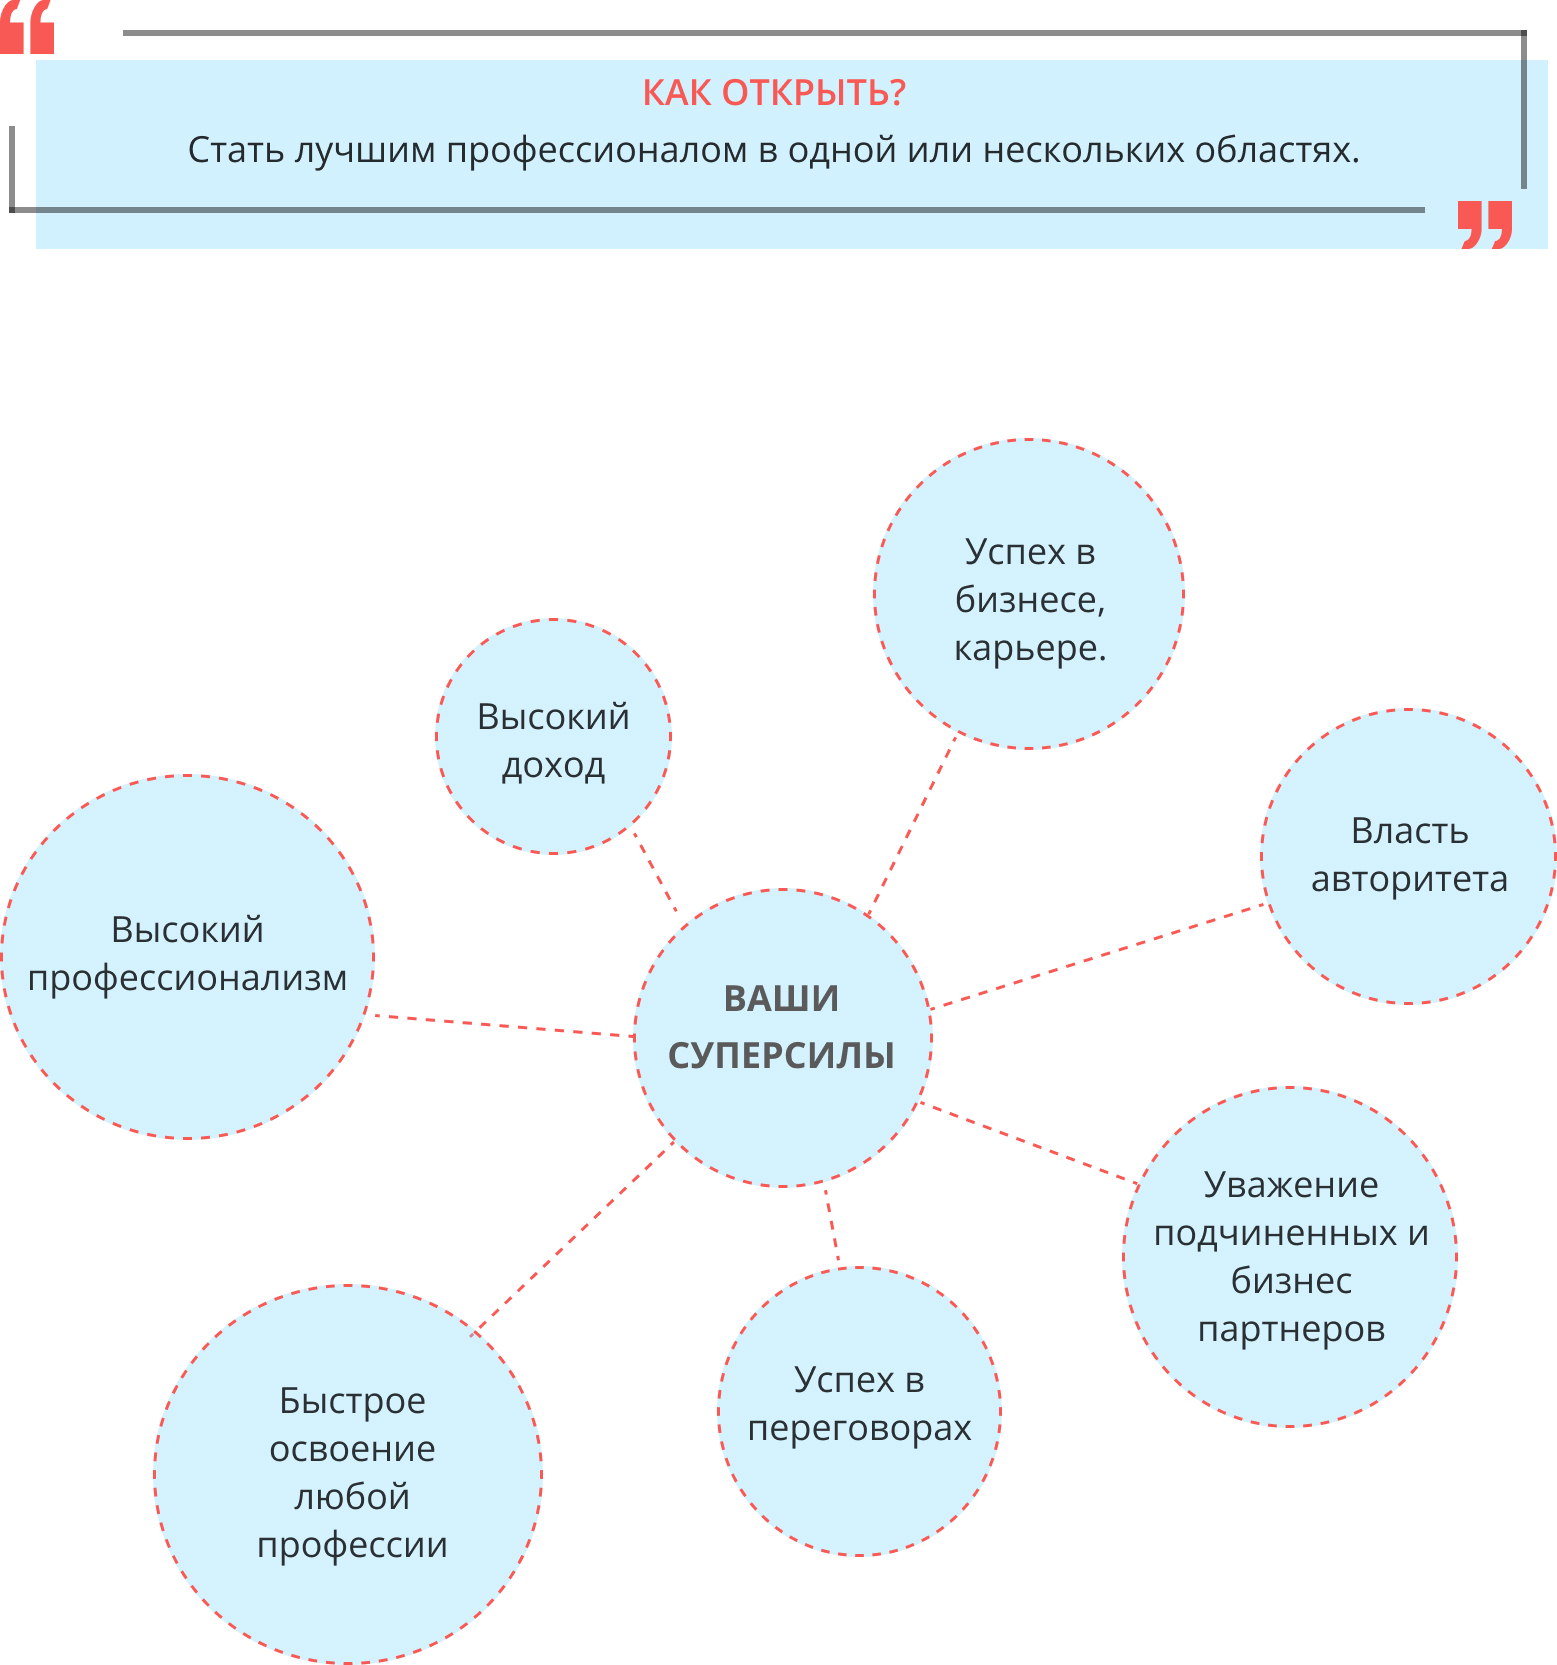 КАК ОТКРЫТЬ?
Стать лучшим профессионалом в одной или нескольких областях.
Успех в
бизнесе,
карьере.
Высокий
доход
Власть
авторитета
Высокий
профессионализм
ВАШИ
СУПЕРСИЛЫ
Уважение
подчиненных и
бизнес
партнеров
Успех в
переговорах
Быстрое
освоение
любой
профессии